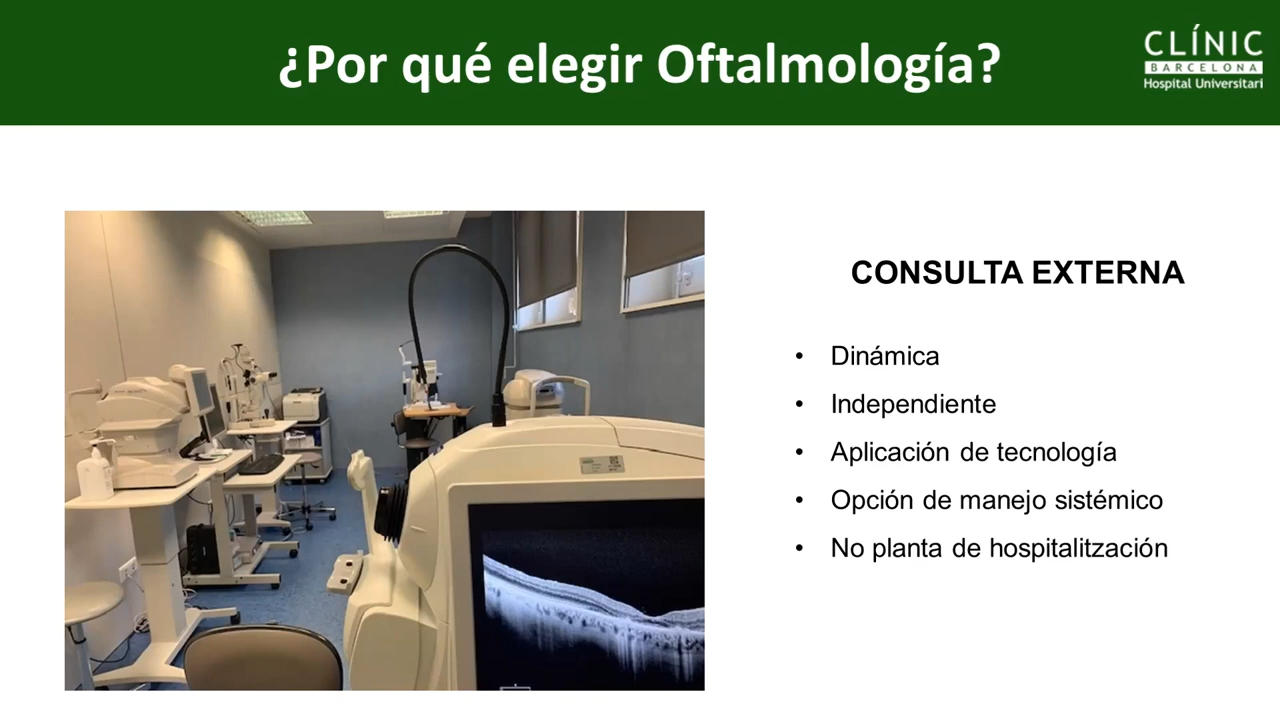 ¿Por qué elegir Oftalmología?
CLÍNIC
BARCELONA
Hospital Universitari
CONSULTA EXTERNA
• Dinámica
• Independiente
• Aplicación de tecnología
• Opción de manejo sistémico
• No planta de hospitalitzación